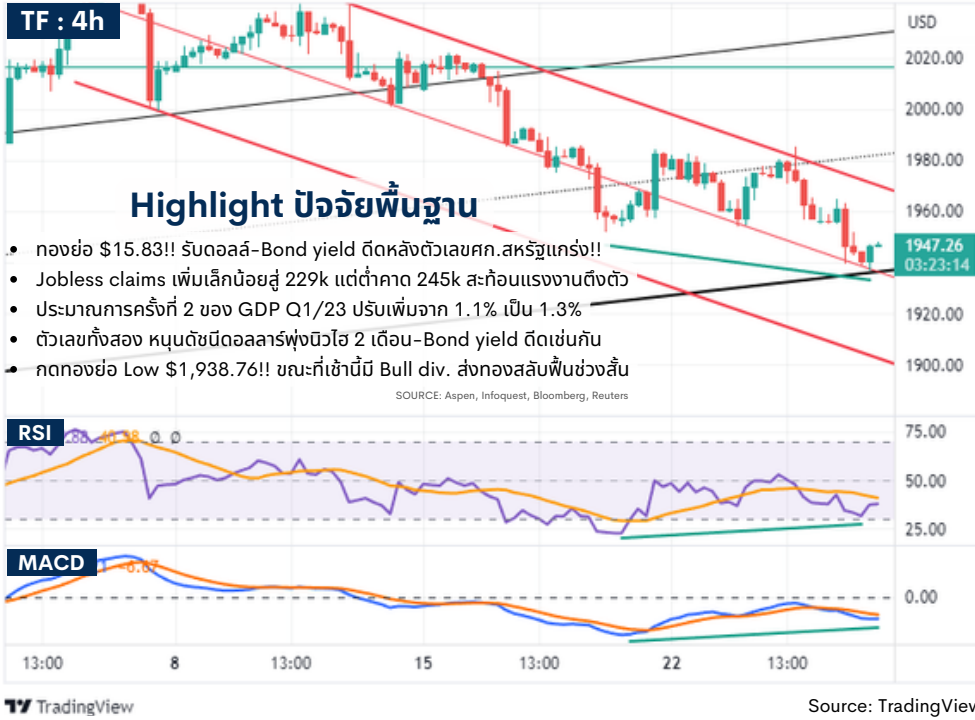 TF : 4h
USD
2020.00
2000.00
1980.00
1960.00
1947.26
03:23:14
1920.00
1900.00
Highlight ปัจจัยพื้นฐาน
• ทองย่อ $15.83!! รับดอลล์-Bond yield ดีดหลังตัวเลขศก.สหรัฐแกร่ง!!
• Jobless claims เพิ่มเล็กน้อยสู่ 229k แต่ต่ำคาด 245k สะท้อนแรงงานตึงตัว
• ประมาณการครั้งที่ 2 ของ GDP Q1/23 ปรับเพิ่มจาก 1.1% เป็น 1.3%
• ตัวเลขทั้งสอง หนุนดัชนีดอลลาร์พุ่งนิวไฮ 2 เดือน-Bond yield ดีดเช่นกัน
• กดทองย่อ Low $1,938.76!! ขณะที่เช้านี้มี Bull div. ส่งทองสลับฟื้นช่วงสั้น
SOURCE: Aspen, Infoquest, Bloomberg, Reuters
RSI
Ø Ø
75.00
50.00
25.00
MACD
0.00
13:00 8 13:00 15 13:00 22 13:00
TradingView
Source: TradingView